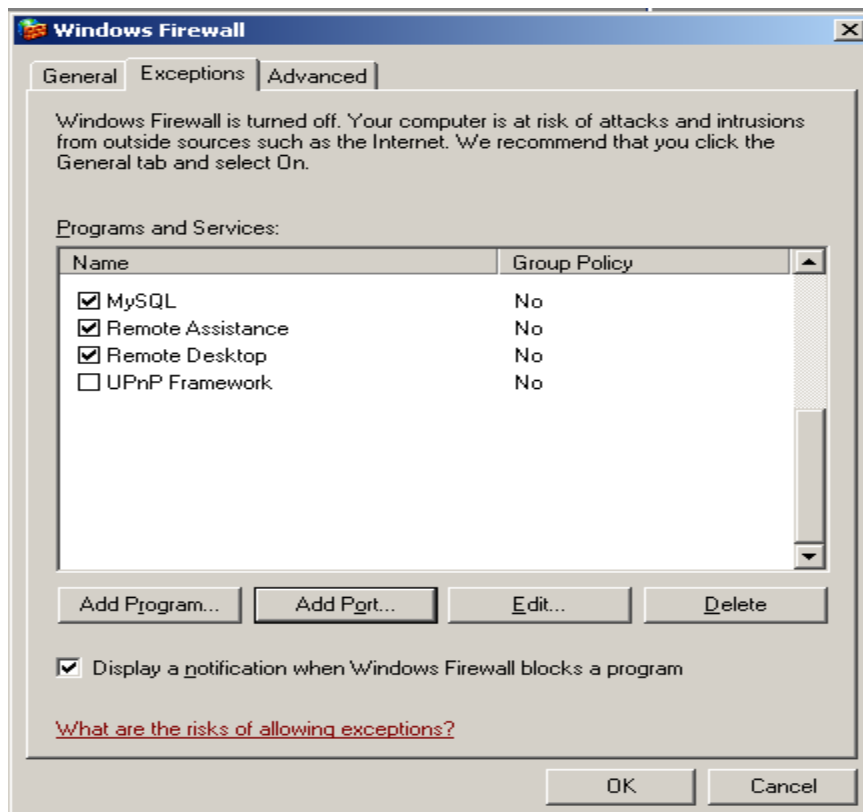 Windows Firewall
General Exceptions Advanced
Windows Firewall is turned off. Your computer is at risk of attacks and intrusions
from outside sources such as the Internet. We recommend that you click the
General tab and select On.
Programs and Services:
Name Group Policy
MySQL No
Remote Assistance No
Remote Desktop No
UPnP Framework No
Add Program... Add Port... Edit... Delete
Display a notification when Windows Firewall blocks a program
What are the risks of allowing exceptions?
OK Cancel